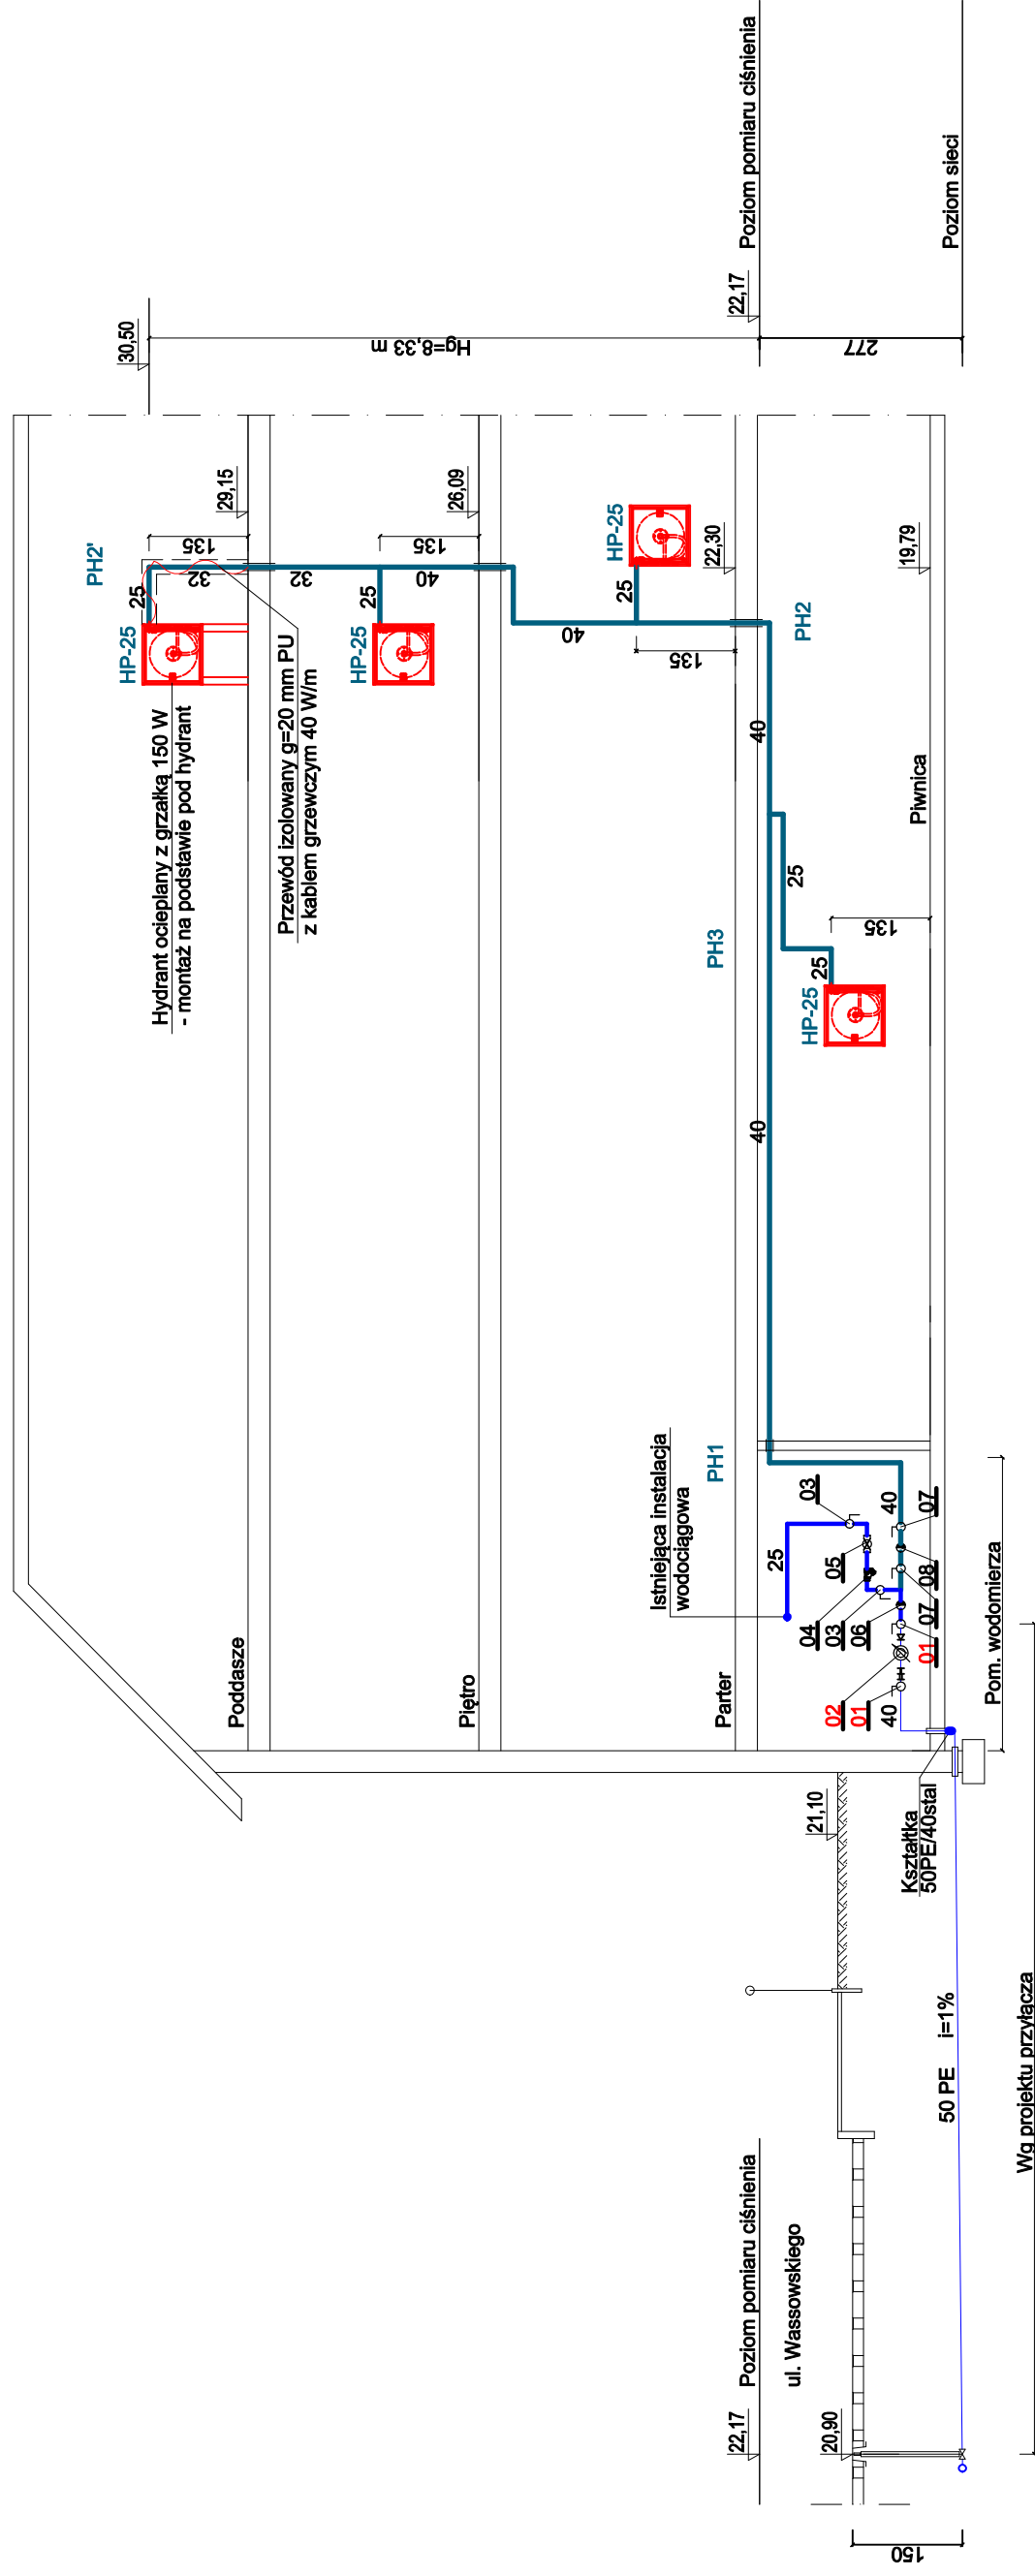 30,50
Hg=8,33 m
22,17
Poziom pomiaru ciśnienia
277
Poziom sieci
PH2'
HP-25
25
135
32
29,15
Hydrant ocieplany z grzałką 150 W
- montaż na podstawie pod hydrant
Przewód izolowany g=20 mm PU
z kablem grzewczym 40 W/m
Poddasze
32
HP-25
25
135
40
26,09
Piętro
HP-25
25
40
135
22,30
Parter
PH1
PH3
PH2
40
40
25
25
HP-25
135
19,79
Piwnica
Istniejąca instalacja
wodociągowa
25
03
05
04
03
06
02
01
40
40
07
08
07
01
Pom. wodomierza
21,10
Kształtka
50PE/40stal
50 PE i=1%
Wg projektu przyłącza
22,17
Poziom pomiaru ciśnienia
ul. Wassowskiego
20,90
150